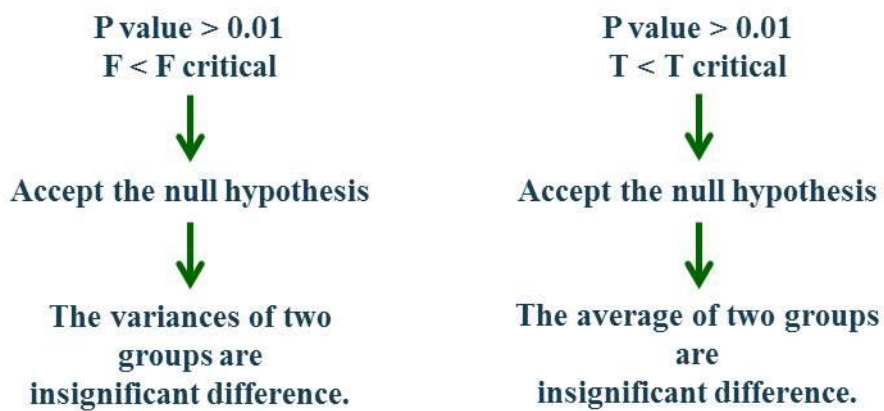 P value > 0.01
F < F critical
Accept the null hypothesis
The variances of two
groups are
insignificant difference.
P value > 0.01
T < T critical
Accept the null hypothesis
The average of two groups
are
insignificant difference.